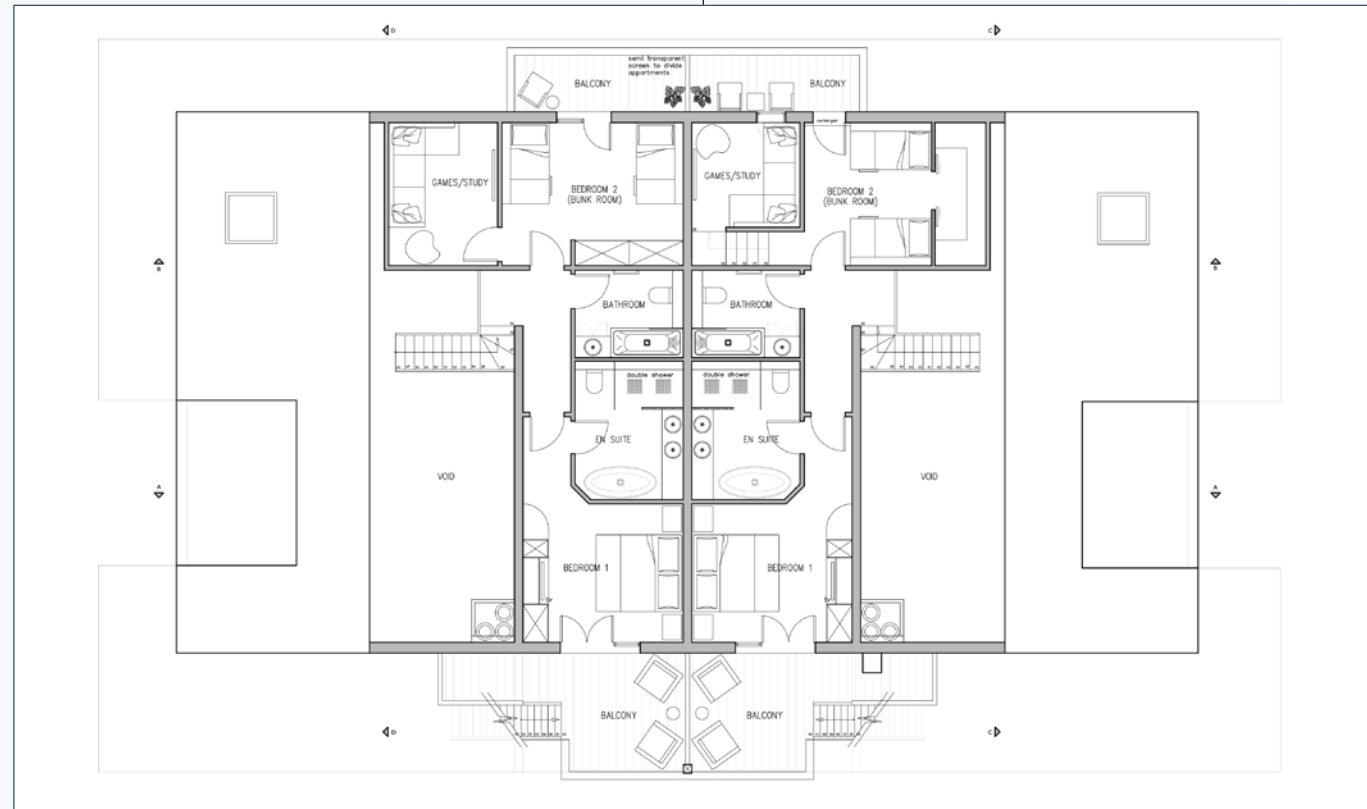 D
C
semi transparent
screen to divide
appartments
BALCONY
BALCONY
GAMES/STUDY
BEDROOM 2
(BUNK ROOM)
GAMES/STUDY
BEDROOM 2
(BUNK ROOM)
B
B
BATHROOM
BATHROOM
double shower
double shower
EN SUITE
EN SUITE
VOID
VOID
A
A
BEDROOM 1
BEDROOM 1
TV
TV
BALCONY
BALCONY
D
C